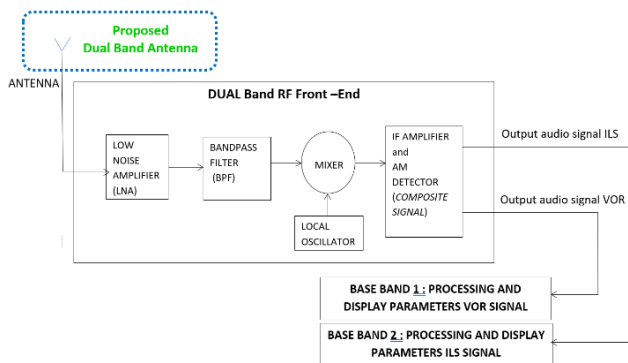 Proposed
Dual Band Antenna
ANTENNA
DUAL Band RF Front –End
LOW
NOISE
AMPLIFIER
(LNA)
BANDPASS
FILTER
(BPF)
MIXER
LOCAL
OSCILLATOR
IF AMPLIFIER
and
AM
DETECTOR
(COMPOSITE
SIGNAL)
Output audio signal ILS
Output audio signal VOR
BASE BAND 1 : PROCESSING AND
DISPLAY PARAMETERS VOR SIGNAL
BASE BAND 2 : PROCESSING AND DISPLAY
PARAMETERS ILS SIGNAL